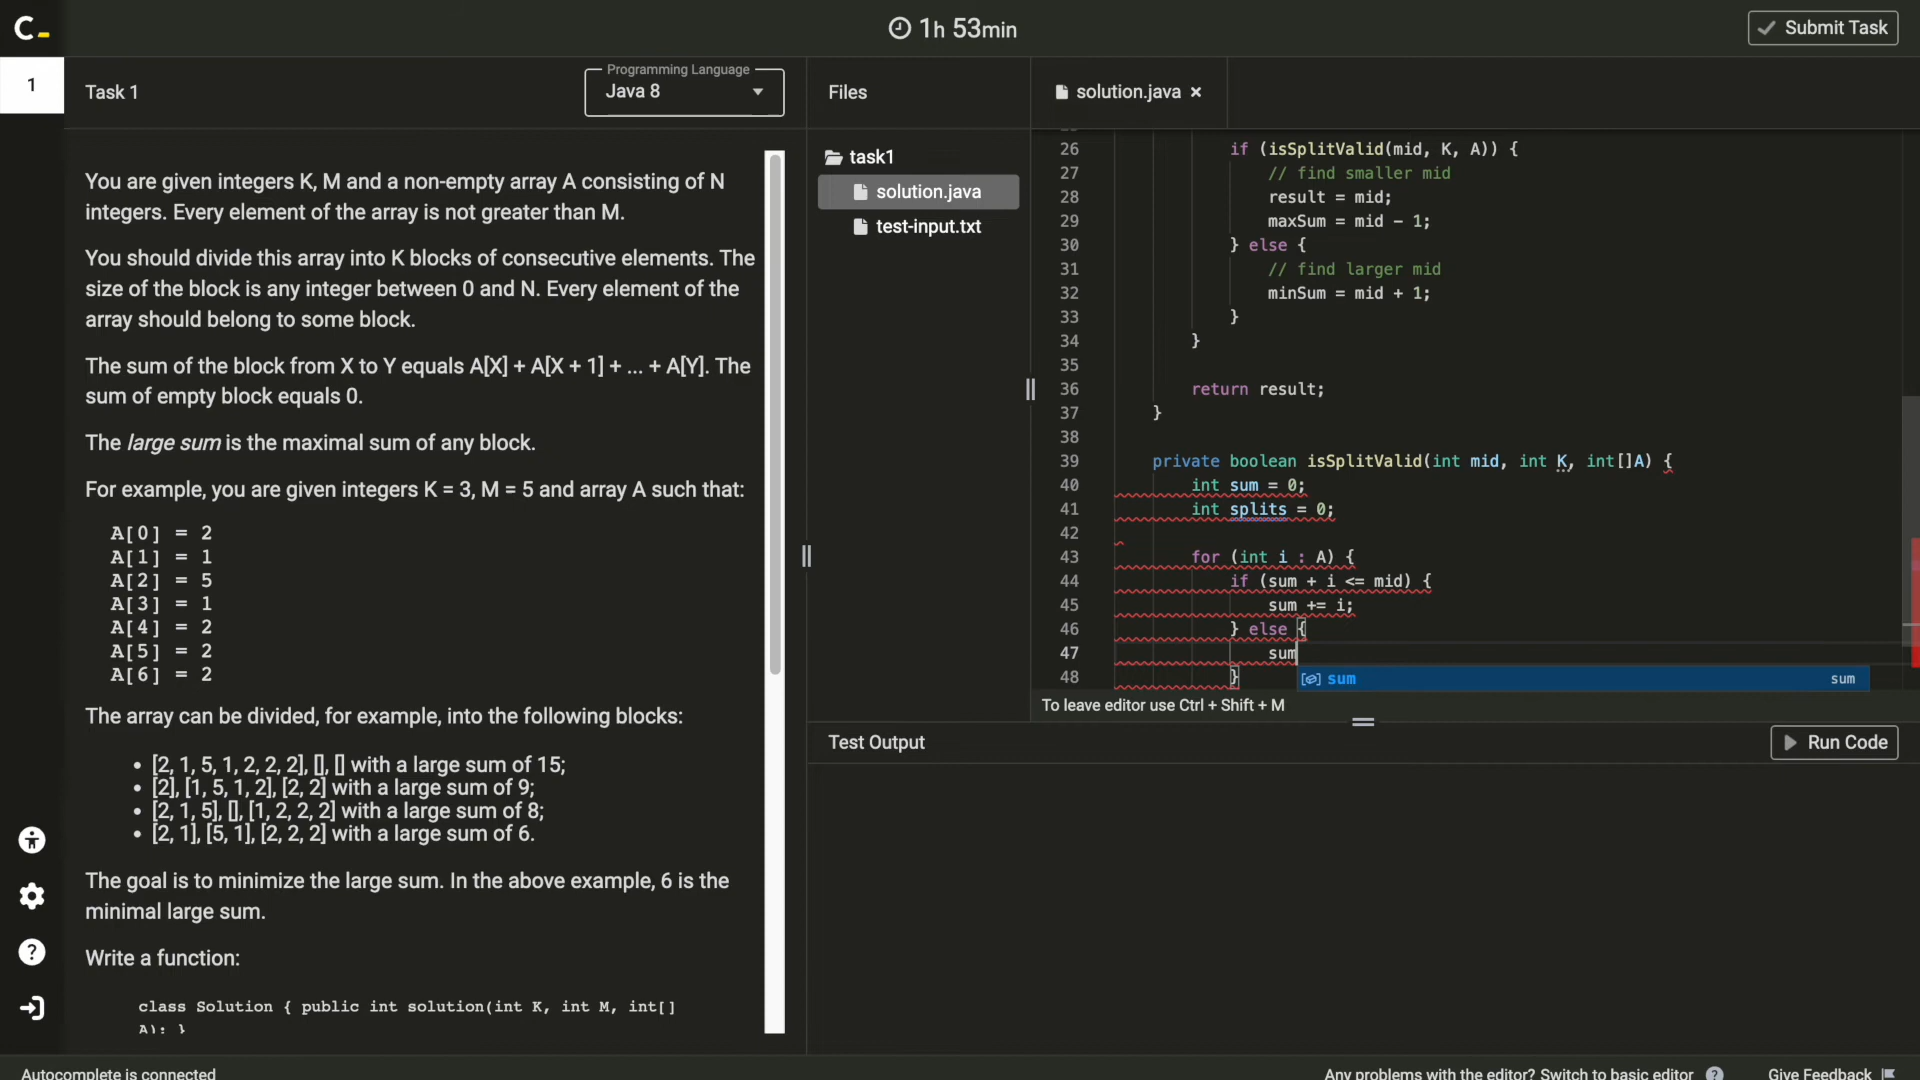 C_
1h 53min
Submit Task
1
Task 1
Programming Language
Java 8
Files
solution.java
task1
solution.java
test-input.txt
You are given integers K, M and a non-empty array A consisting of N
integers. Every element of the array is not greater than M.
You should divide this array into K blocks of consecutive elements. The
size of the block is any integer between 0 and N. Every element of the
array should belong to some block.
The sum of the block from X to Y equals A[X] + A[X + 1] + ... + A[Y]. The
sum of empty block equals 0.
The large sum is the maximal sum of any block.
For example, you are given integers K = 3, M = 5 and array A such that:
A[0] = 2
A[1] = 1
A[2] = 5
A[3] = 1
A[4] = 2
A[5] = 2
A[6] = 2
The array can be divided, for example, into the following blocks:
• [2, 1, 5, 1, 2, 2, 2], [], [] with a large sum of 15;
• [2], [1, 5, 1, 2], [2, 2] with a large sum of 9;
• [2, 1, 5], [], [1, 2, 2, 2] with a large sum of 8;
• [2, 1], [5, 1], [2, 2, 2] with a large sum of 6.
The goal is to minimize the large sum. In the above example, 6 is the
minimal large sum.
Write a function:
class Solution { public int solution(int K, int M, int[]
A); }
26 if (isSplitValid(mid, K, A)) {
27 // find smaller mid
28 result = mid;
29 maxSum = mid - 1;
30 } else {
31 // find larger mid
32 minSum = mid + 1;
33 }
34 }
35
36 return result;
37 }
38
39 private boolean isSplitValid(int mid, int K, int[]A) {
40 int sum = 0;
41 int splits = 0;
42
43 for (int i : A) {
44 if (sum + i <= mid) {
45 sum += i;
46 } else {
47 sum
48 }
sum sum
To leave editor use Ctrl + Shift + M
Test Output
Run Code
?
Autocomplete is connected
Any problems with the editor? Switch to basic editor ?
Give Feedback